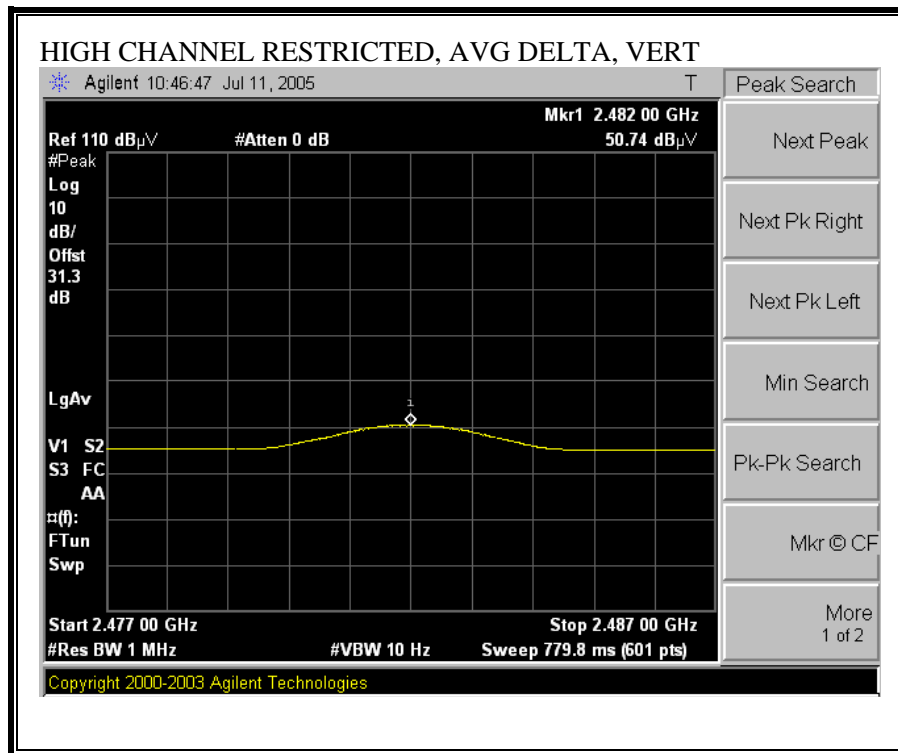 HIGH CHANNEL RESTRICTED, AVG DELTA, VERT
Agilent 10:46:47 Jul 11, 2005 T
Peak Search
Mkr1 2.482 00 GHz
Ref 110 dBµV #Atten 0 dB 50.74 dBµV
#Peak
Log
10
dB/
Offst
31.3
dB
LgAv
1
V1 S2
S3 FC
AA
¤(f):
FTun
Swp
Start 2.477 00 GHz Stop 2.487 00 GHz
#Res BW 1 MHz #VBW 10 Hz Sweep 779.8 ms (601 pts)
Copyright 2000-2003 Agilent Technologies
Next Peak
Next Pk Right
Next Pk Left
Min Search
Pk-Pk Search
Mkr © CF
More
1 of 2